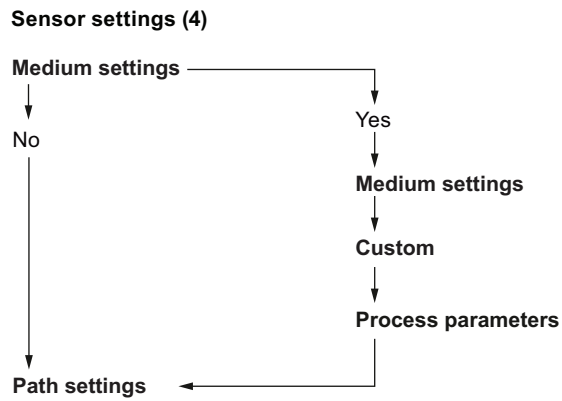 Sensor settings (4)
Medium settings
No
Yes
Medium settings
Custom
Process parameters
Path settings